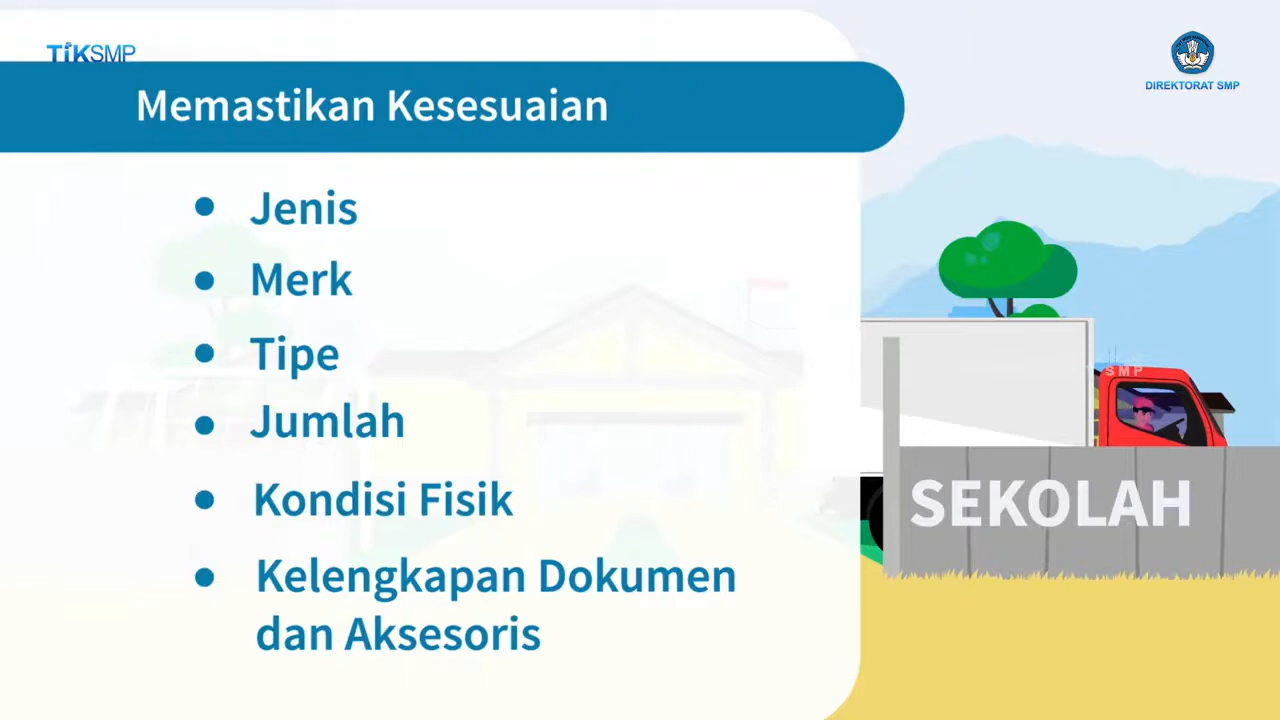 TiKSMP
DIREKTORAT SMP
Memastikan Kesesuaian
Jenis
Merk
Tipe
Jumlah
Kondisi Fisik
Kelengkapan Dokumen
dan Aksesoris
SMP
SEKOLAH